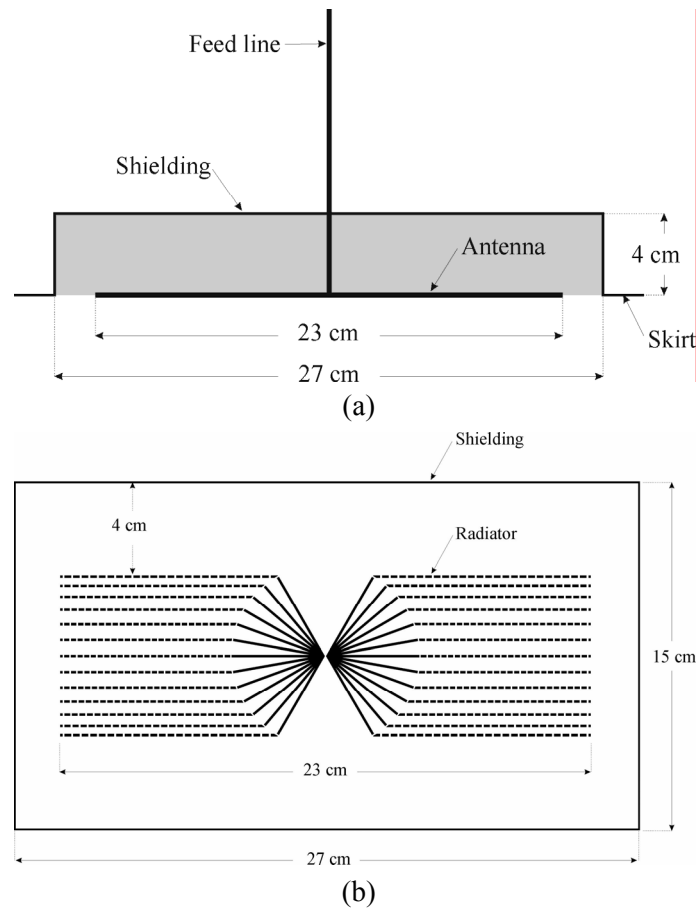 Feed line
Shielding
Antenna
4 cm
23 cm
Skirt
27 cm
(a)
Shielding
4 cm
Radiator
15 cm
23 cm
27 cm
(b)